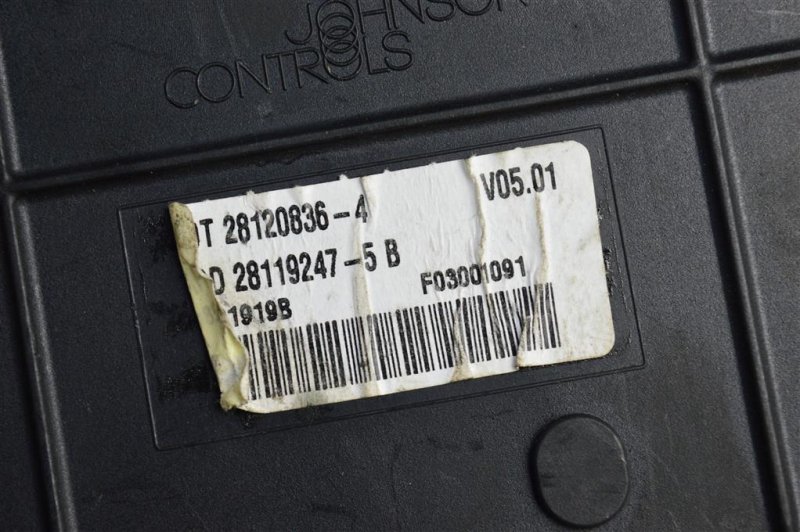 JOHNSON
CONTROLS
V05.01
T 28120836-4
D 28119247-5 B
F03001091
1919B